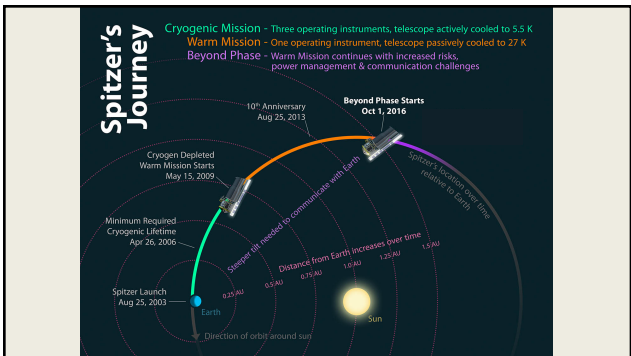 Spitzer's
Journey
Cryogenic Mission - Three operating instruments, telescope actively cooled to 5.5 K
Warm Mission - One operating instrument, telescope passively cooled to 27 K
Beyond Phase - Warm Mission continues with increased risks,
power management & communication challenges
10th Anniversary
Aug 25, 2013
Beyond Phase Starts
Oct 1, 2016
Cryogen Depleted
Warm Mission Starts
May 15, 2009
Spitzer's location over time
relative to Earth
Steeper tilt needed to communicate with Earth
Minimum Required
Cryogenic Lifetime
Apr 26, 2006
Distance from Earth increases over time
0.25 AU
0.5 AU
0.75 AU
1.0 AU
1.25 AU
1.5 AU
Spitzer Launch
Aug 25, 2003
Earth
Sun
Direction of orbit around sun